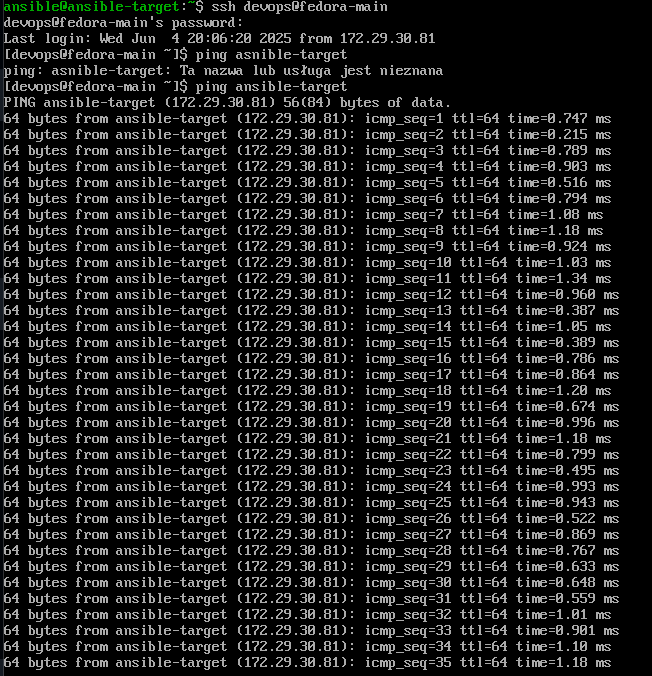 ansible@ansible-target:~$ ssh devops@fedora-main
devops@fedora-main's password:
Last login: Wed Jun  4 20:06:20 2025 from 172.29.30.81
[devops@fedora-main ~]$ ping asnible-target
ping: asnible-target: Ta nazwa lub usługa jest nieznana
[devops@fedora-main ~]$ ping ansible-target
PING ansible-target (172.29.30.81) 56(84) bytes of data.
64 bytes from ansible-target (172.29.30.81): icmp_seq=1 ttl=64 time=0.747 ms
64 bytes from ansible-target (172.29.30.81): icmp_seq=2 ttl=64 time=0.215 ms
64 bytes from ansible-target (172.29.30.81): icmp_seq=3 ttl=64 time=0.789 ms
64 bytes from ansible-target (172.29.30.81): icmp_seq=4 ttl=64 time=0.903 ms
64 bytes from ansible-target (172.29.30.81): icmp_seq=5 ttl=64 time=0.516 ms
64 bytes from ansible-target (172.29.30.81): icmp_seq=6 ttl=64 time=0.794 ms
64 bytes from ansible-target (172.29.30.81): icmp_seq=7 ttl=64 time=1.08 ms
64 bytes from ansible-target (172.29.30.81): icmp_seq=8 ttl=64 time=1.18 ms
64 bytes from ansible-target (172.29.30.81): icmp_seq=9 ttl=64 time=0.924 ms
64 bytes from ansible-target (172.29.30.81): icmp_seq=10 ttl=64 time=1.03 ms
64 bytes from ansible-target (172.29.30.81): icmp_seq=11 ttl=64 time=1.34 ms
64 bytes from ansible-target (172.29.30.81): icmp_seq=12 ttl=64 time=0.960 ms
64 bytes from ansible-target (172.29.30.81): icmp_seq=13 ttl=64 time=0.387 ms
64 bytes from ansible-target (172.29.30.81): icmp_seq=14 ttl=64 time=1.05 ms
64 bytes from ansible-target (172.29.30.81): icmp_seq=15 ttl=64 time=0.389 ms
64 bytes from ansible-target (172.29.30.81): icmp_seq=16 ttl=64 time=0.786 ms
64 bytes from ansible-target (172.29.30.81): icmp_seq=17 ttl=64 time=0.864 ms
64 bytes from ansible-target (172.29.30.81): icmp_seq=18 ttl=64 time=1.20 ms
64 bytes from ansible-target (172.29.30.81): icmp_seq=19 ttl=64 time=0.674 ms
64 bytes from ansible-target (172.29.30.81): icmp_seq=20 ttl=64 time=0.996 ms
64 bytes from ansible-target (172.29.30.81): icmp_seq=21 ttl=64 time=1.18 ms
64 bytes from ansible-target (172.29.30.81): icmp_seq=22 ttl=64 time=0.799 ms
64 bytes from ansible-target (172.29.30.81): icmp_seq=23 ttl=64 time=0.495 ms
64 bytes from ansible-target (172.29.30.81): icmp_seq=24 ttl=64 time=0.993 ms
64 bytes from ansible-target (172.29.30.81): icmp_seq=25 ttl=64 time=0.943 ms
64 bytes from ansible-target (172.29.30.81): icmp_seq=26 ttl=64 time=0.522 ms
64 bytes from ansible-target (172.29.30.81): icmp_seq=27 ttl=64 time=0.869 ms
64 bytes from ansible-target (172.29.30.81): icmp_seq=28 ttl=64 time=0.767 ms
64 bytes from ansible-target (172.29.30.81): icmp_seq=29 ttl=64 time=0.633 ms
64 bytes from ansible-target (172.29.30.81): icmp_seq=30 ttl=64 time=0.648 ms
64 bytes from ansible-target (172.29.30.81): icmp_seq=31 ttl=64 time=0.559 ms
64 bytes from ansible-target (172.29.30.81): icmp_seq=32 ttl=64 time=1.01 ms
64 bytes from ansible-target (172.29.30.81): icmp_seq=33 ttl=64 time=0.901 ms
64 bytes from ansible-target (172.29.30.81): icmp_seq=34 ttl=64 time=1.10 ms
64 bytes from ansible-target (172.29.30.81): icmp_seq=35 ttl=64 time=1.18 ms